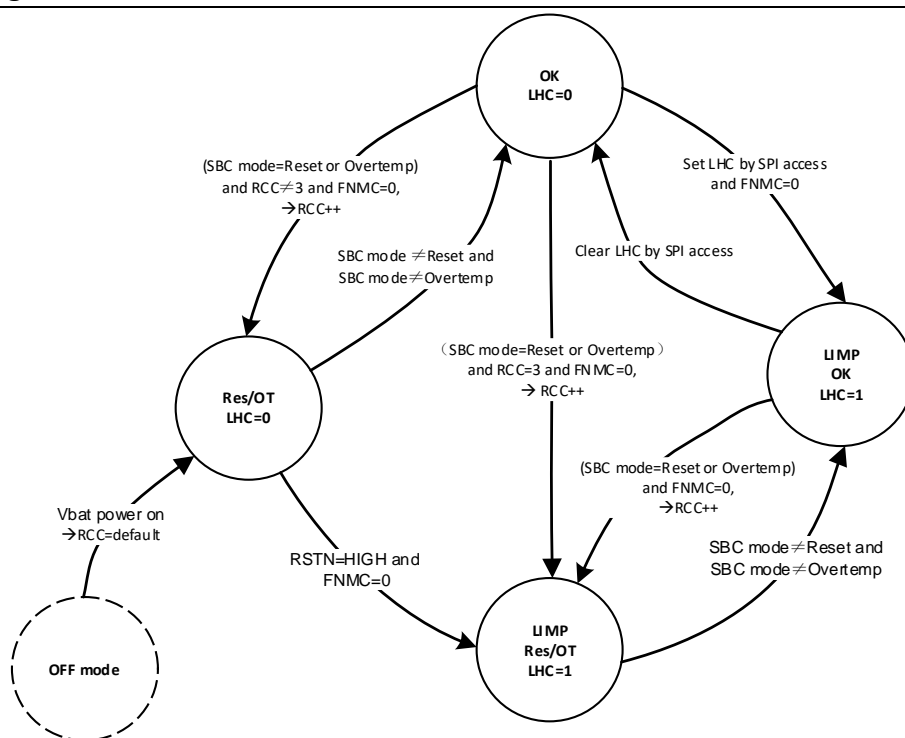 OK
LHC=0
(SBC mode=Reset or Overtemp)
and RCC≠3 and FNMC=0,
→RCC++
Set LHC by SPI access
and FNMC=0
SBC mode ≠Reset and
SBC mode≠Overtemp
Clear LHC by SPI access
（SBC mode=Reset or Overtemp）
and RCC=3 and FNMC=0,
→ RCC++
LIMP
OK
LHC=1
Res/OT
LHC=0
(SBC mode=Reset or Overtemp)
and FNMC=0,
→RCC++
Vbat power on
→RCC=default
RSTN=HIGH and
FNMC=0
SBC mode≠Reset and
SBC mode≠Overtemp
LIMP
Res/OT
LHC=1
OFF mode